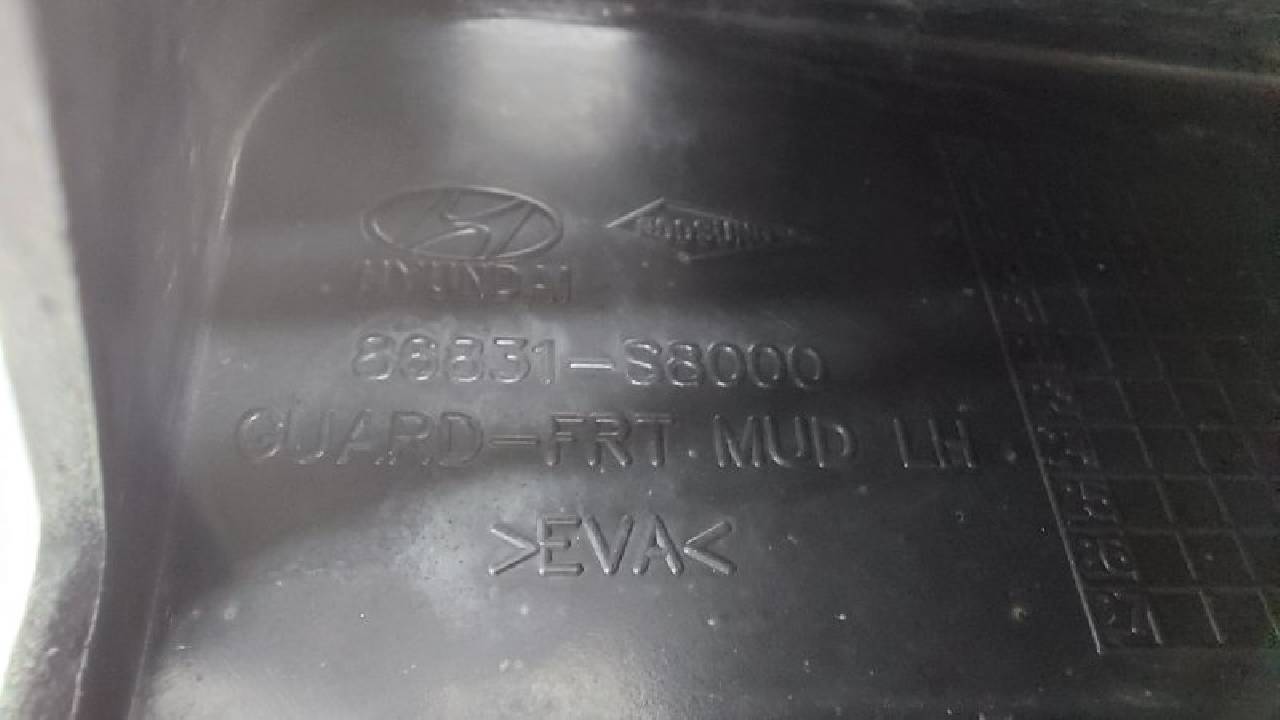 HYUNDAI
86831-S8000
GUARD-FRT MUD LH
>EVA<